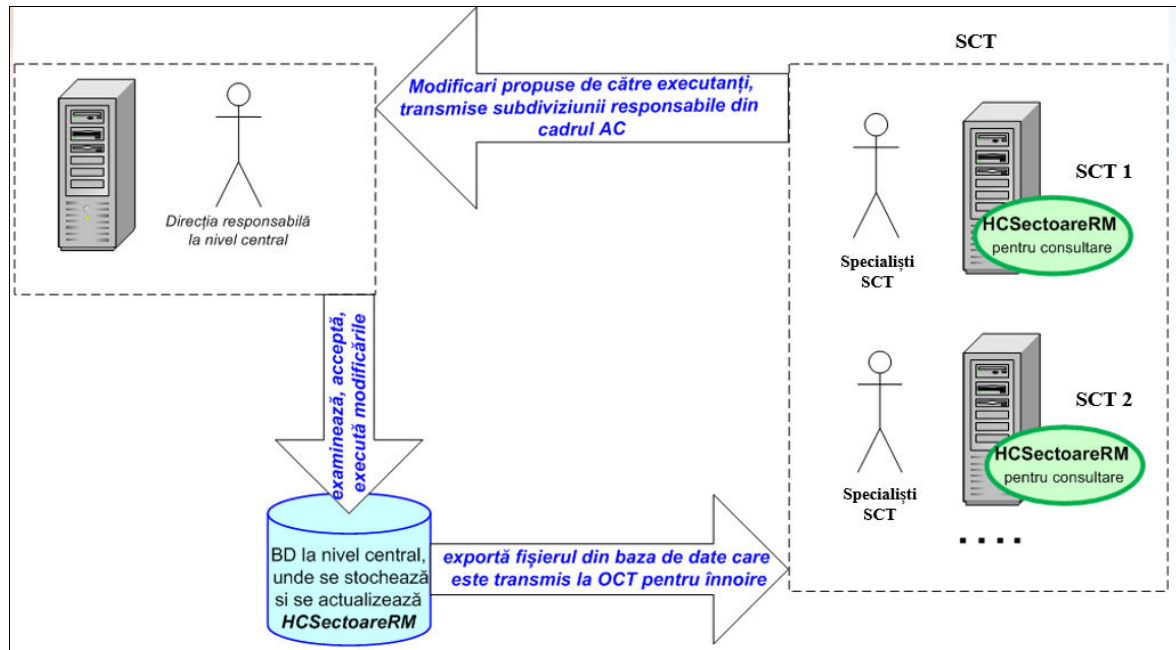 SCT
Modificari propuse de către executanți,
transmise subdiviziunii responsabile din
cadrul AC
Direcția responsabilă
la nivel central
SCT 1
HCSectoareRM
pentru consultare
Specialiști
SCT
SCT 2
HCSectoareRM
pentru consultare
Specialiști
SCT
....
examinează, acceptă,
execută modificările
BD la nivel central,
unde se stochează
si se actualizează
HCSectoareRM
exportă fișierul din baza de date care
este transmis la OCT pentru înnoire